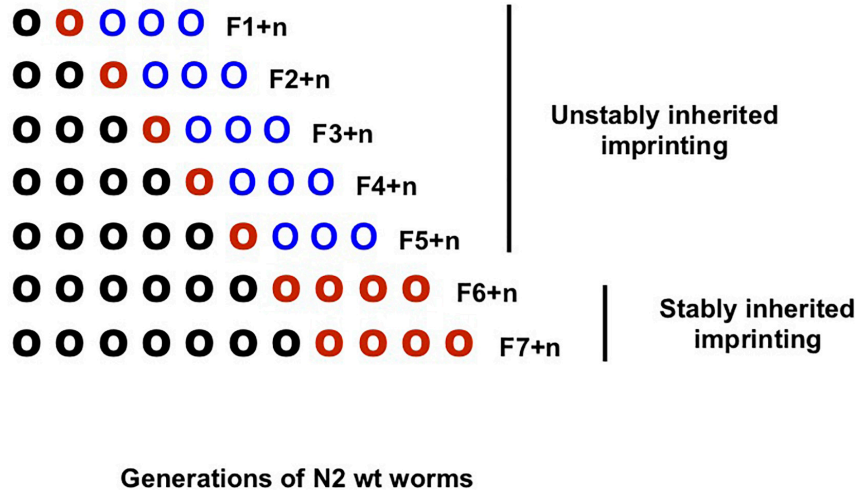 O O O O O F1+n
O O O O O O F2+n
O O O O O O O F3+n
O O O O O O O O F4+n
O O O O O O O O O F5+n
O O O O O O O O O O F6+n
O O O O O O O O O O O F7+n
Unstably inherited
imprinting
Stably inherited
imprinting
Generations of N2 wt worms